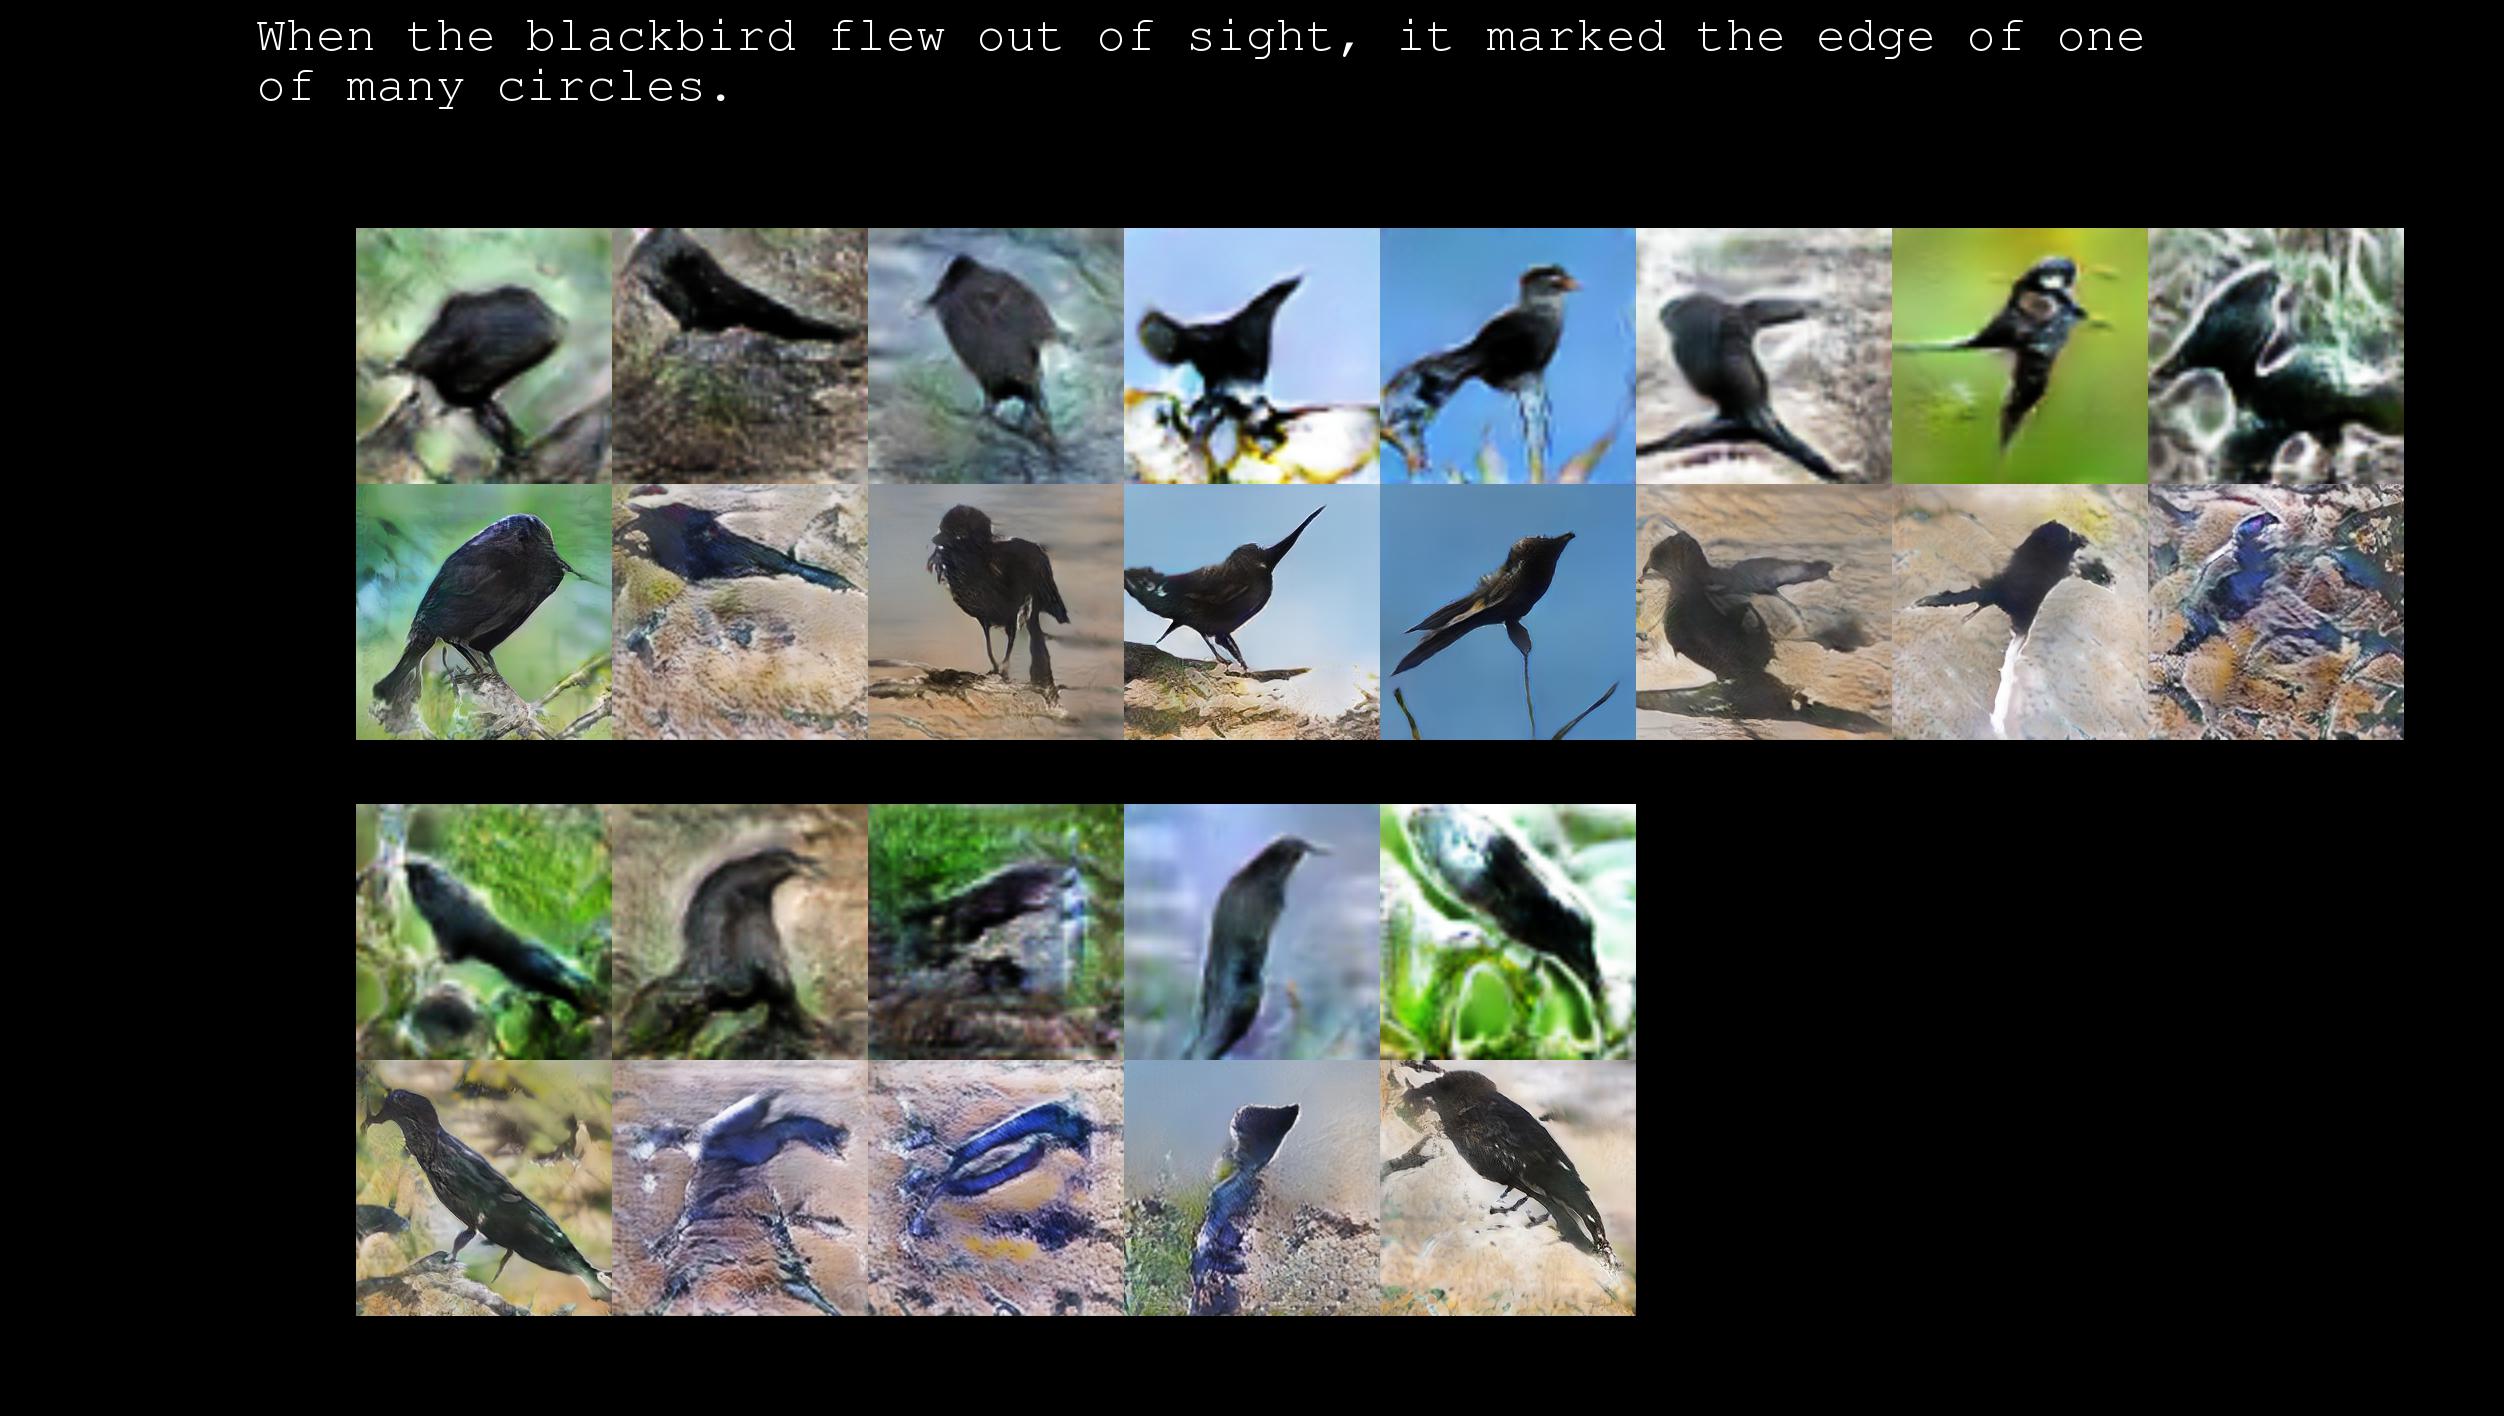 When the blackbird flew out of sight, it marked the edge of one
of many circles.